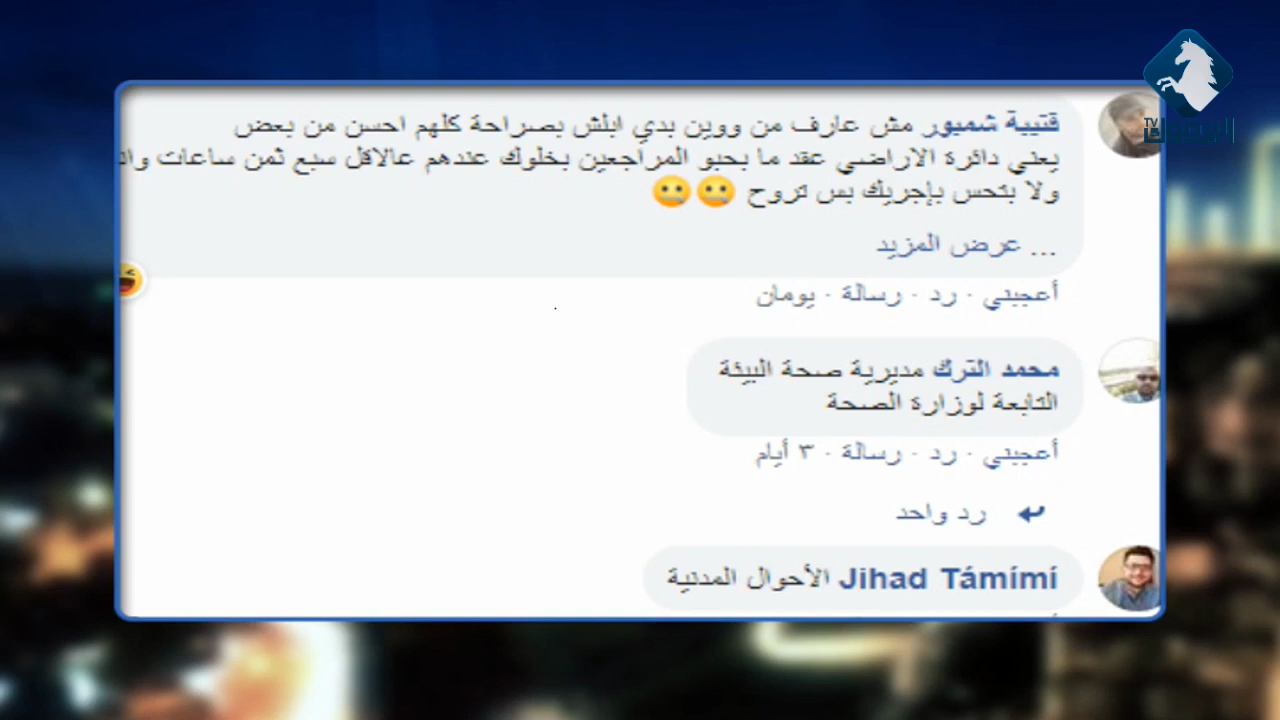 قتيبة شمبور مش عارف من ووين بدي ابلش بصراحة كلهم احسن من بعض
يعني دائرة الاراضي عقد ما بحبو المراجعين بخلوك عندهم عالاقل سبع ثمن ساعات
ولا بتحس بإجريك بس تروح 🤐🤐
... عرض المزيد
أعجبني · رد · رسالة · يومان
محمد الترك مديرية صحة البيئة
التابعة لوزارة الصحة
أعجبني · رد · رسالة · ٣ أيام
رد واحد
Jihad Támímí الأحوال المدنية
TV